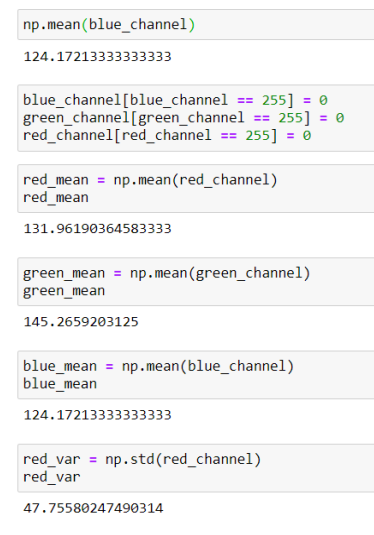 np.mean(blue_channel)
124.17213333333333
blue_channel[blue_channel == 255] = 0
green_channel[green_channel == 255] = 0
red_channel[red_channel == 255] = 0
red_mean = np.mean(red_channel)
red_mean
131.96190364583333
green_mean = np.mean(green_channel)
green_mean
145.2659203125
blue_mean = np.mean(blue_channel)
blue_mean
124.17213333333333
red_var = np.std(red_channel)
red_var
47.75580247490314